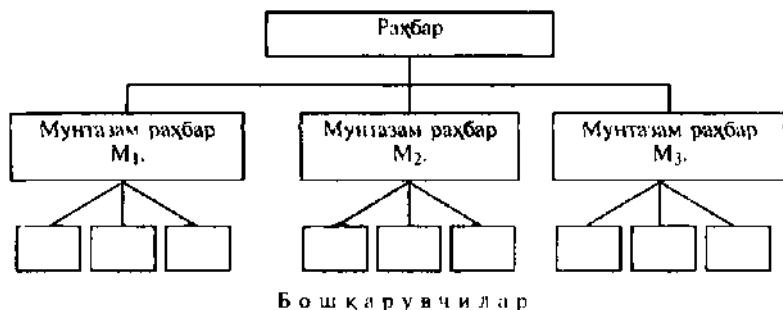 Раҳбар
Мунтазам раҳбар
М₁.
Мунтазам раҳбар
М₂.
Мунтазам раҳбар
М₃.
Бошқарувчилар